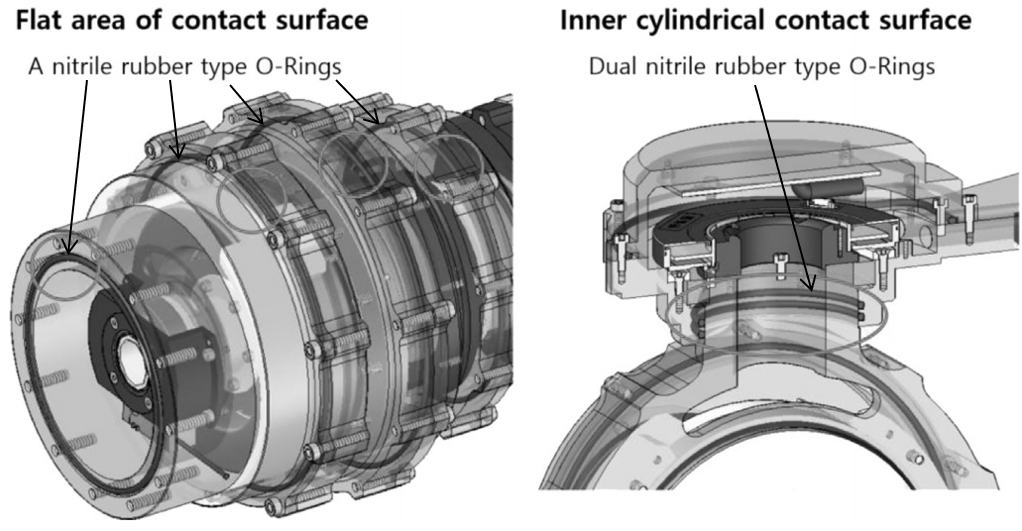 Flat area of contact surface
A nitrile rubber type O-Rings
Inner cylindrical contact surface
Dual nitrile rubber type O-Rings